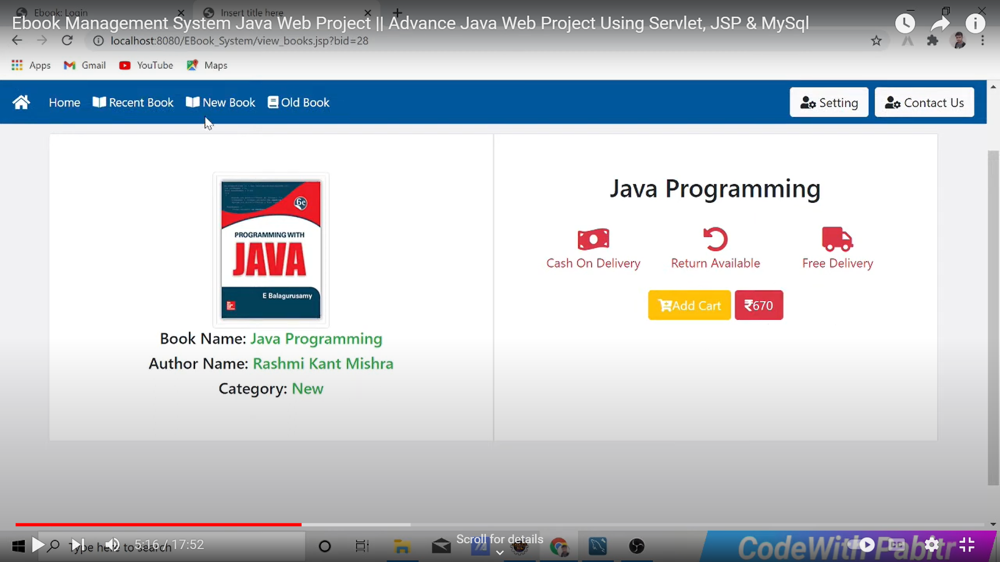 Ebook: Login
Insert title here
Ebook Management System Java Web Project || Advance Java Web Project Using Servlet, JSP & MySql
localhost:8080/EBook_System/view_books.jsp?bid=28
Apps
Gmail
YouTube
Maps
Home
Recent Book
New Book
Old Book
Setting
Contact Us
6e
PROGRAMMING WITH
JAVA
E Balagurusamy
Book Name: Java Programming
Author Name: Rashmi Kant Mishra
Category: New
Java Programming
Cash On Delivery
Return Available
Free Delivery
Add Cart
₹670
Type here to search
5:16 / 17:52
Scroll for details
CodeWithPabitr
CC